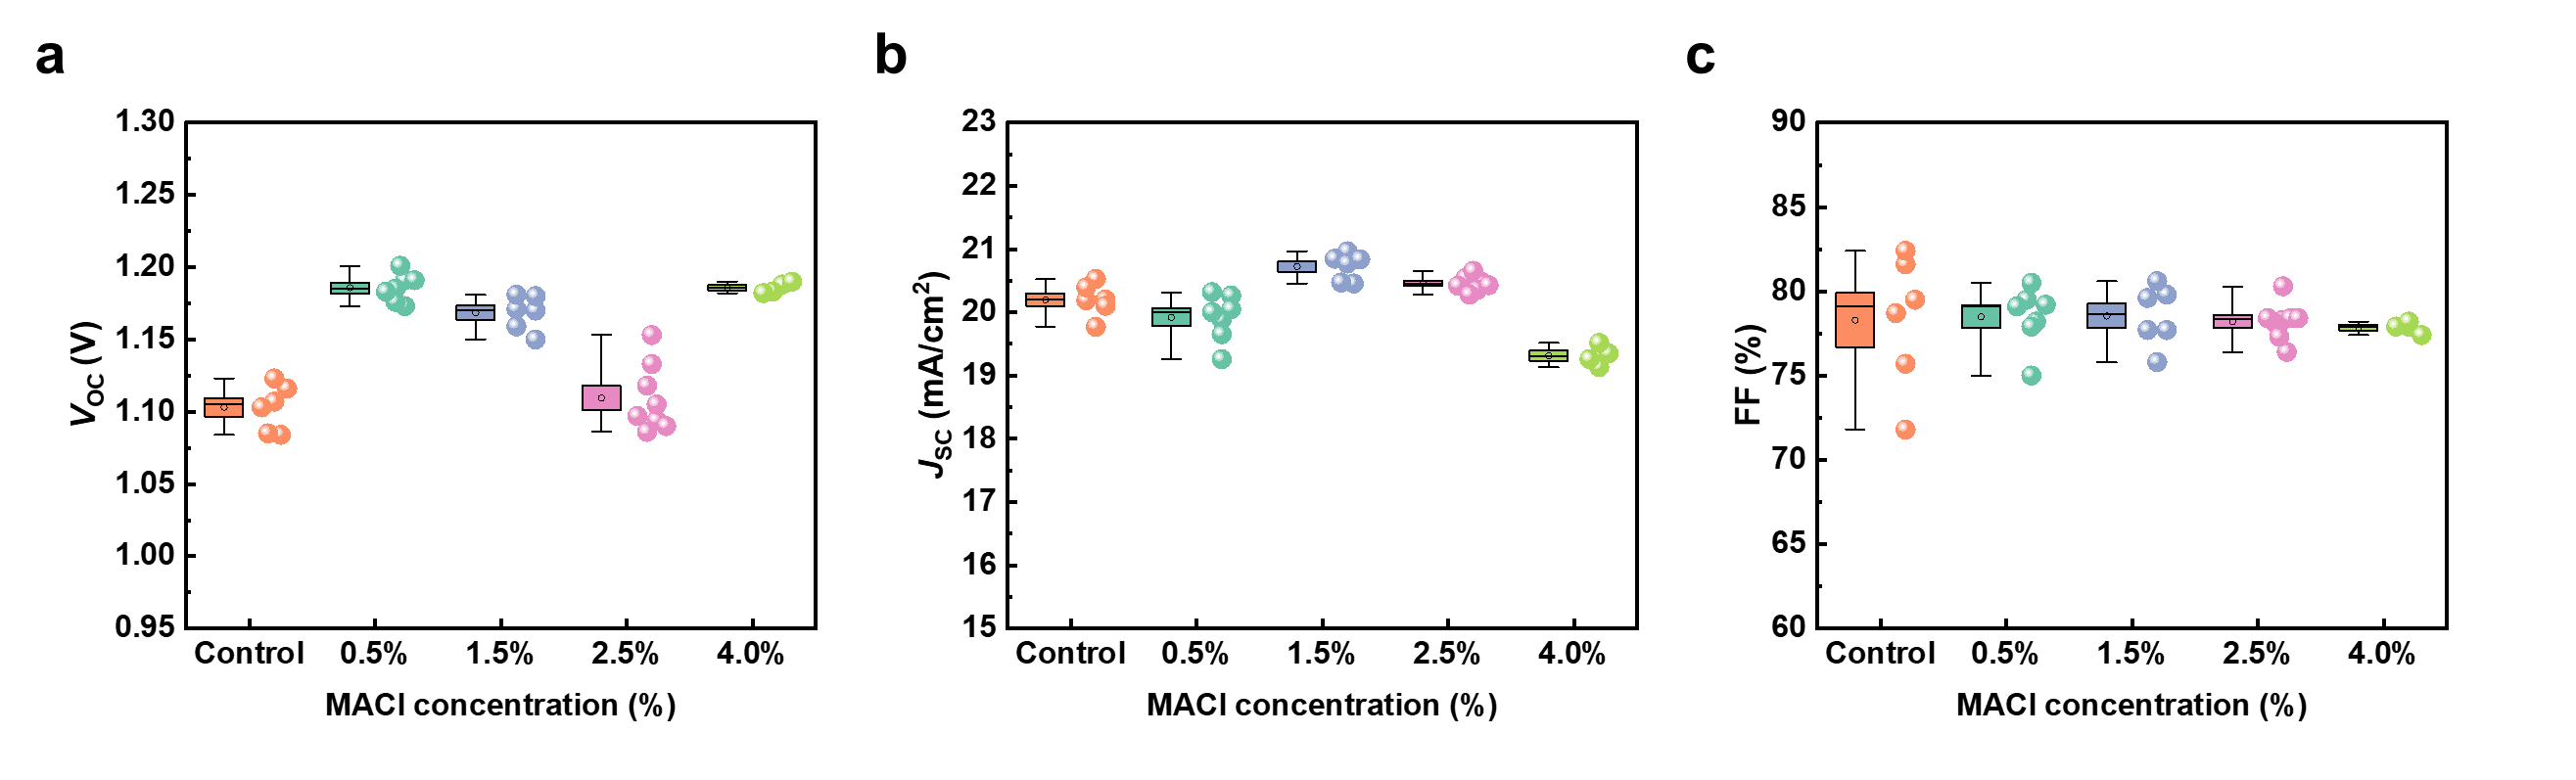 a
b
c
1.30
1.25
1.20
1.15
1.10
1.05
1.00
0.95
VOC (V)
Control 0.5% 1.5% 2.5% 4.0%
MACl concentration (%)
23
22
21
20
19
18
17
16
15
JSC (mA/cm²)
Control 0.5% 1.5% 2.5% 4.0%
MACl concentration (%)
90
85
80
75
70
65
60
FF (%)
Control 0.5% 1.5% 2.5% 4.0%
MACl concentration (%)